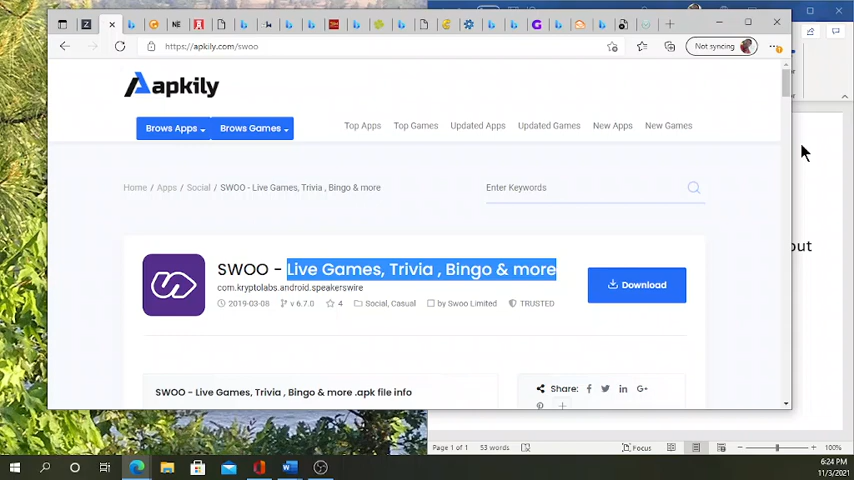 Not syncing
https://apkily.com/swoo
Apkily
Brows Apps
Brows Games
Top Apps
Top Games
Updated Apps
Updated Games
New Apps
New Games
Home / Apps / Social / SWOO - Live Games, Trivia , Bingo & more
Enter Keywords
SWOO - Live Games, Trivia , Bingo & more
com.kryptolabs.android.speakerswire
2019-03-08
v 6.7.0
4
Social, Casual
by Swoo Limited
TRUSTED
Download
SWOO - Live Games, Trivia , Bingo & more .apk file info
Share:
G+
out
Page 1 of 1
53 words
Focus
100%
6:24 PM
11/3/2021